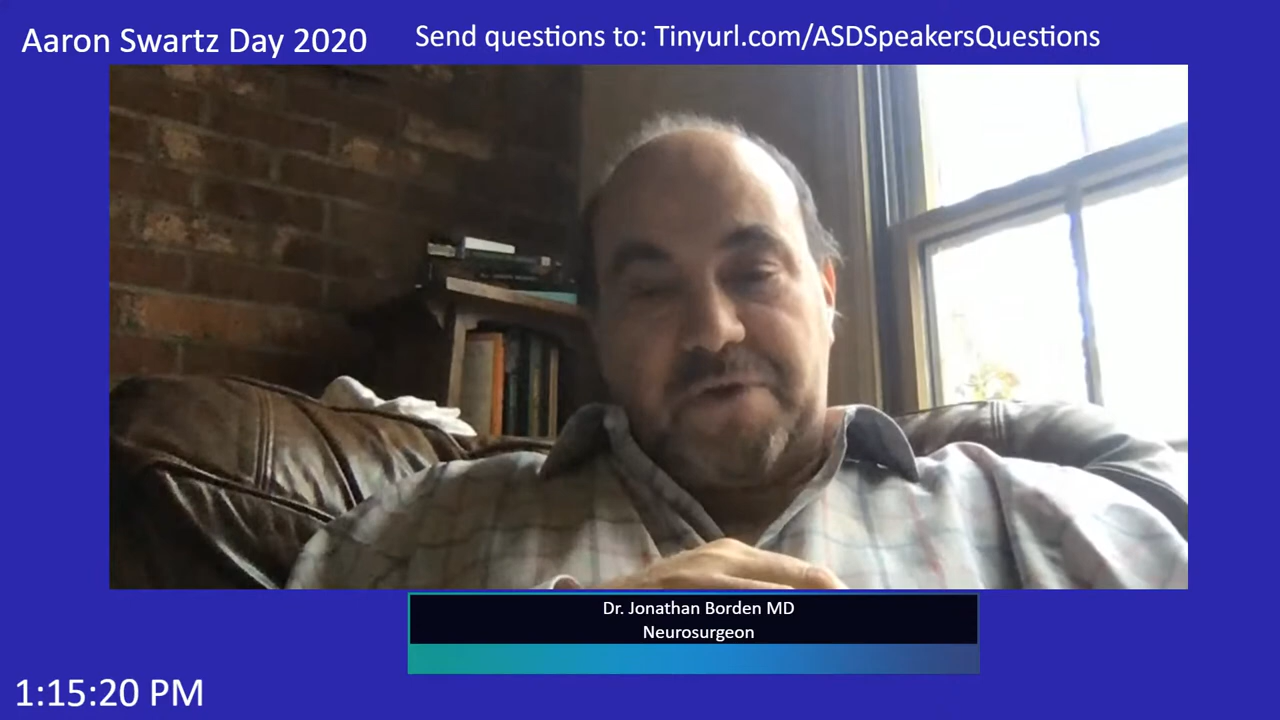 Aaron Swartz Day 2020
Send questions to: Tinyurl.com/ASDSpeakersQuestions
Dr. Jonathan Borden MD
Neurosurgeon
1:15:20 PM